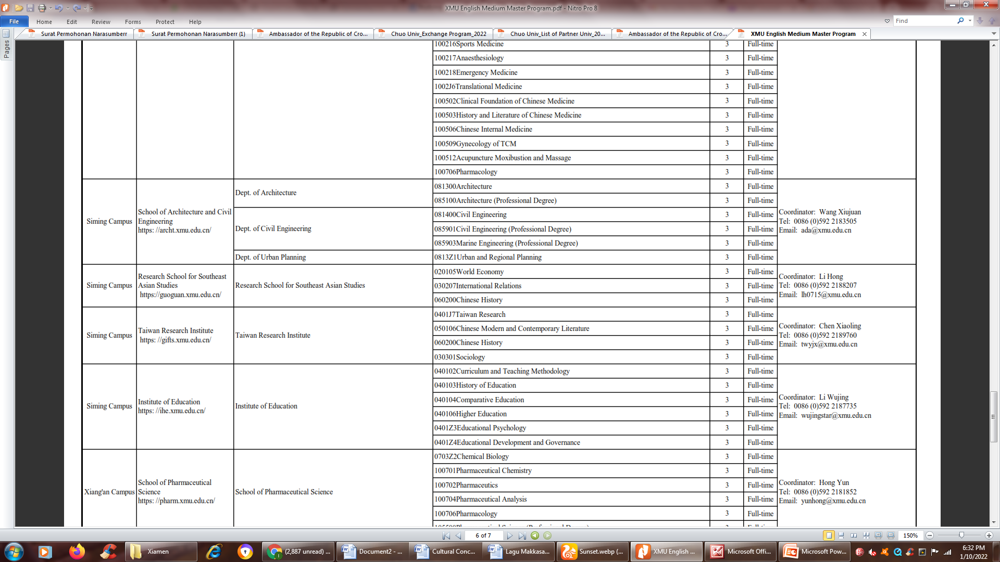 XMU English Medium Master Program.pdf - Nitro Pro 8
File Home Edit Review Forms Protect Help Find
Surat Permohonan Narasumberr Surat Permohonan Narasumberr (1) Ambassador of the Republic of Cro... Chuo Univ_Exchange Program_2022 Chuo Univ_List of Partner Univ_20... Ambassador of the Republic of Cro... XMU English Medium Master Program
Pages
100216Sports Medicine 3 Full-time
100217Anaesthesiology 3 Full-time
100218Emergency Medicine 3 Full-time
1002J6Translational Medicine 3 Full-time
100502Clinical Foundation of Chinese Medicine 3 Full-time
100503History and Literature of Chinese Medicine 3 Full-time
100506Chinese Internal Medicine 3 Full-time
100509Gynecology of TCM 3 Full-time
100512Acupuncture Moxibustion and Massage 3 Full-time
100706Pharmacology 3 Full-time
Siming Campus
School of Architecture and Civil
Engineering
https: //archt.xmu.edu.cn/
Dept. of Architecture
081300Architecture 3 Full-time
085100Architecture (Professional Degree) 3 Full-time
Dept. of Civil Engineering
081400Civil Engineering 3 Full-time
085901Civil Engineering (Professional Degree) 3 Full-time
085903Marine Engineering (Professional Degree) 3 Full-time
Dept. of Urban Planning
0813Z1Urban and Regional Planning 3 Full-time
Coordinator: Wang Xiujuan
Tel: 0086 (0)592 2183505
Email: ada@xmu.edu.cn
Siming Campus
Research School for Southeast
Asian Studies
https://guoguan.xmu.edu.cn/
Research School for Southeast Asian Studies
020105World Economy 3 Full-time
030207International Relations 3 Full-time
060200Chinese History 3 Full-time
Coordinator: Li Hong
Tel: 0086 (0)592 2188207
Email: lh0715@xmu.edu.cn
Siming Campus
Taiwan Research Institute
https: //gifts.xmu.edu.cn/
Taiwan Research Institute
0401J7Taiwan Research 3 Full-time
050106Chinese Modern and Contemporary Literature 3 Full-time
060200Chinese History 3 Full-time
030301Sociology 3 Full-time
Coordinator: Chen Xiaoling
Tel: 0086 (0)592 2189760
Email: twyjx@xmu.edu.cn
Siming Campus
Institute of Education
https: //ihe.xmu.edu.cn/
Institute of Education
040102Curriculum and Teaching Methodology 3 Full-time
040103History of Education 3 Full-time
040104Comparative Education 3 Full-time
040106Higher Education 3 Full-time
0401Z3Educational Psychology 3 Full-time
0401Z4Educational Development and Governance 3 Full-time
Coordinator: Li Wujing
Tel: 0086 (0)592 2187735
Email: wujingstar@xmu.edu.cn
Xiang'an Campus
School of Pharmaceutical
Science
https: //pharm.xmu.edu.cn/
School of Pharmaceutical Science
0703Z2Chemical Biology 3 Full-time
100701Pharmaceutical Chemistry 3 Full-time
100702Pharmaceutics 3 Full-time
100704Pharmaceutical Analysis 3 Full-time
100706Pharmacology 3 Full-time
Coordinator: Hong Yun
Tel: 0086 (0)592 2181852
Email: yunhong@xmu.edu.cn
6 of 7 150%
Xiamen (2,887 unread) ... Document2 - ... Cultural Conc... Lagu Makkasa... Sunset.webp (... XMU English ... Microsoft Offi... Microsoft Pow... 6:32 PM
1/10/2022